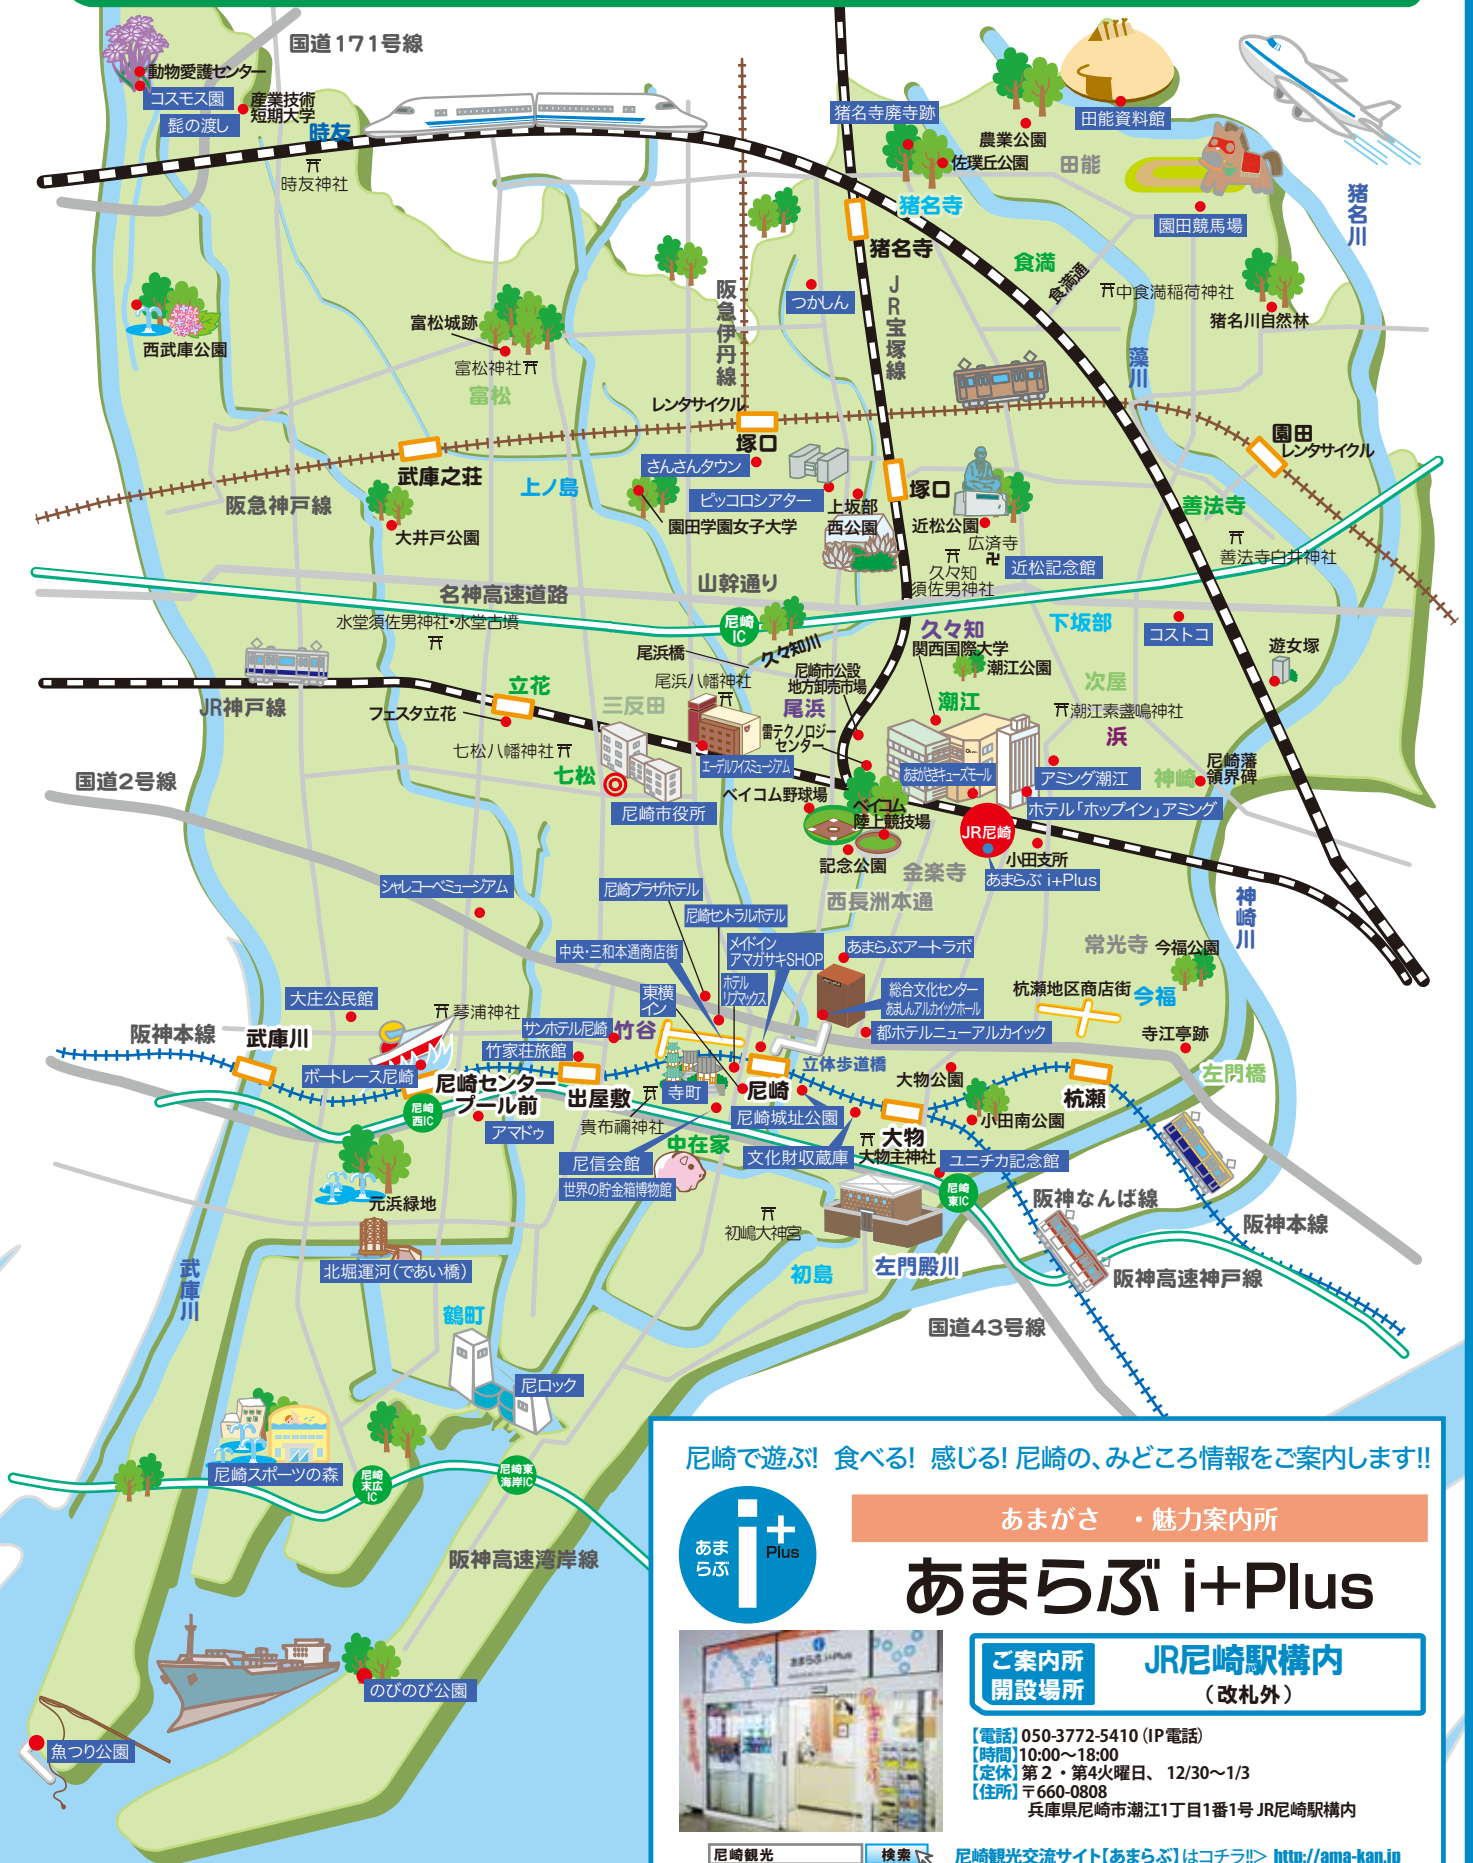 国道171号線
動物愛護センター
コスモス園
産業技術
短期大学
髭の渡し
時友
時友神社
猪名寺廃寺跡
農業公園
田能資料館
佐璞丘公園
田能
猪名寺
園田競馬場
猪名川
猪名寺
食満
食満通
中食満稲荷神社
猪名川自然林
つかしん
阪急伊丹線
JR宝塚線
西武庫公園
富松城跡
富松神社
富松
藻川
レンタサイクル
塚口
園田
レンタサイクル
武庫之荘
さんさんタウン
上ノ島
ピッコロシアター
塚口
上坂部
西公園
阪急神戸線
園田学園女子大学
近松公園
善法寺
大井戸公園
広済寺
善法寺白井神社
近松記念館
久々知
須佐男神社
山幹通り
名神高速道路
水堂須佐男神社・水堂古墳
尼崎
IC
久々知
下坂部
コストコ
久々知川
関西国際大学
尾浜橋
潮江公園
遊女塚
尼崎市公設
地方卸売市場
尾浜八幡神社
立花
次屋
三反田
尾浜
潮江
JR神戸線
フェスタ立花
潮江素盞嗚神社
雷テクノロジー
センター
浜
七松八幡神社
国道2号線
七松
エーデルワイスミュージアム
あまがさきキューズモール
アミング潮江
神崎
尼崎藩
領界碑
ベイコム野球場
ホテル「ホップイン」アミング
尼崎市役所
ベイコム
陸上競技場
JR尼崎
小田支所
記念公園
金楽寺
あまらぶ i+Plus
シャレコーベミュージアム
尼崎プラザホテル
西長洲本通
神崎川
尼崎セントラルホテル
中央・三和本通商店街
メイドイン
アマガサキSHOP
あまらぶアートラボ
常光寺
今福公園
大庄公民館
東横
イン
ホテル
リブマックス
総合文化センター
あましんアルカイックホール
杭瀬地区商店街
今福
琴浦神社
サンホテル尼崎
竹谷
都ホテルニューアルカイック
寺江亭跡
阪神本線
武庫川
竹家荘旅館
立体歩道橋
左門橋
ボートレース尼崎
尼崎センター
プール前
出屋敷
寺町
尼崎
大物公園
杭瀬
尼崎
西IC
アマドゥ
貴布禰神社
尼崎城址公園
小田南公園
中在家
大物
大物主神社
尼信会館
文化財収蔵庫
ユニチカ記念館
世界の貯金箱博物館
尼崎
東IC
元浜緑地
初嶋大神宮
阪神なんば線
阪神本線
北堀運河(であい橋)
左門殿川
初島
阪神高速神戸線
武庫川
鶴町
国道43号線
尼ロック
尼崎スポーツの森
尼崎
末広
IC
尼崎東
海岸IC
阪神高速湾岸線
のびのび公園
魚つり公園
尼崎で遊ぶ! 食べる! 感じる! 尼崎の、みどころ情報をご案内します!!
あま
らぶ
i+
Plus
あまがさ ・魅力案内所
あまらぶ i+Plus
あまらぶ i+Plus
ご案内所
開設場所
JR尼崎駅構内
(改札外)
【電話】050-3772-5410(IP電話)
【時間】10:00〜18:00
【定休】第2・第4火曜日、12/30〜1/3
【住所】〒660-0808
兵庫県尼崎市潮江1丁目1番1号 JR尼崎駅構内
尼崎観光
検索
尼崎観光交流サイト【あまらぶ】はコチラ!!> http://ama-kan.jp